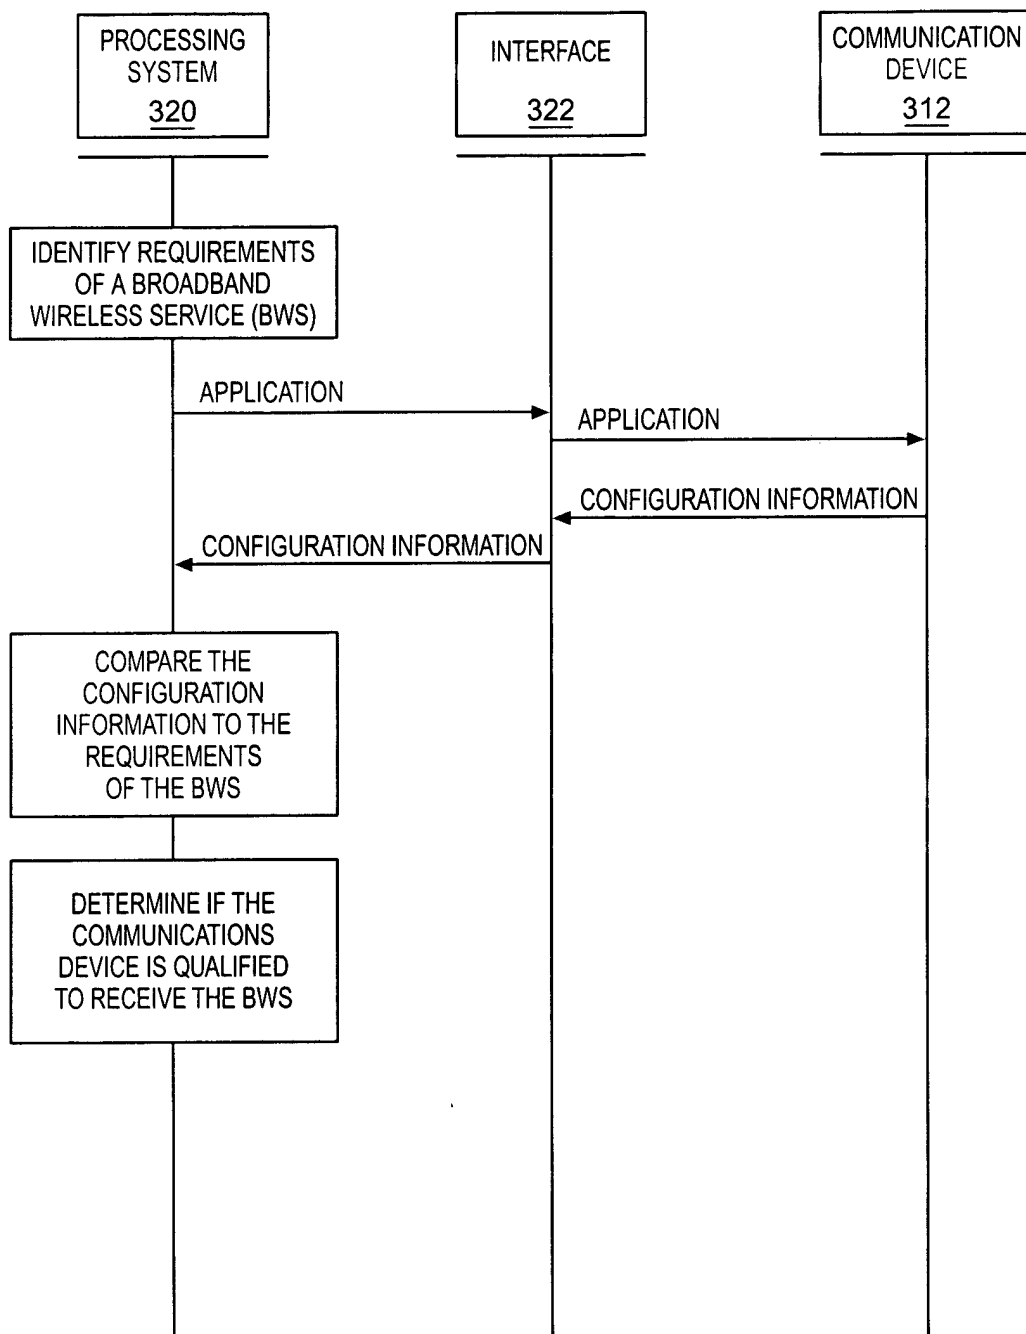 PROCESSING
SYSTEM
320
INTERFACE
322
COMMUNICATION
DEVICE
312
IDENTIFY REQUIREMENTS
OF A BROADBAND
WIRELESS SERVICE (BWS)
APPLICATION
APPLICATION
CONFIGURATION INFORMATION
CONFIGURATION INFORMATION
COMPARE THE
CONFIGURATION
INFORMATION TO THE
REQUIREMENTS
OF THE BWS
DETERMINE IF THE
COMMUNICATIONS
DEVICE IS QUALIFIED
TO RECEIVE THE BWS